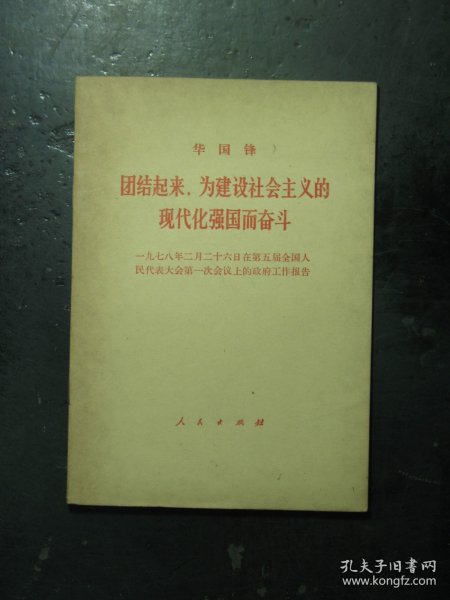 华国锋
团结起来，为建设社会主义的
现代化强国而奋斗
一九七八年二月二十六日在第五届全国人
民代表大会第一次会议上的政府工作报告
人民出版社
孔夫子旧书网
www.kongfz.com